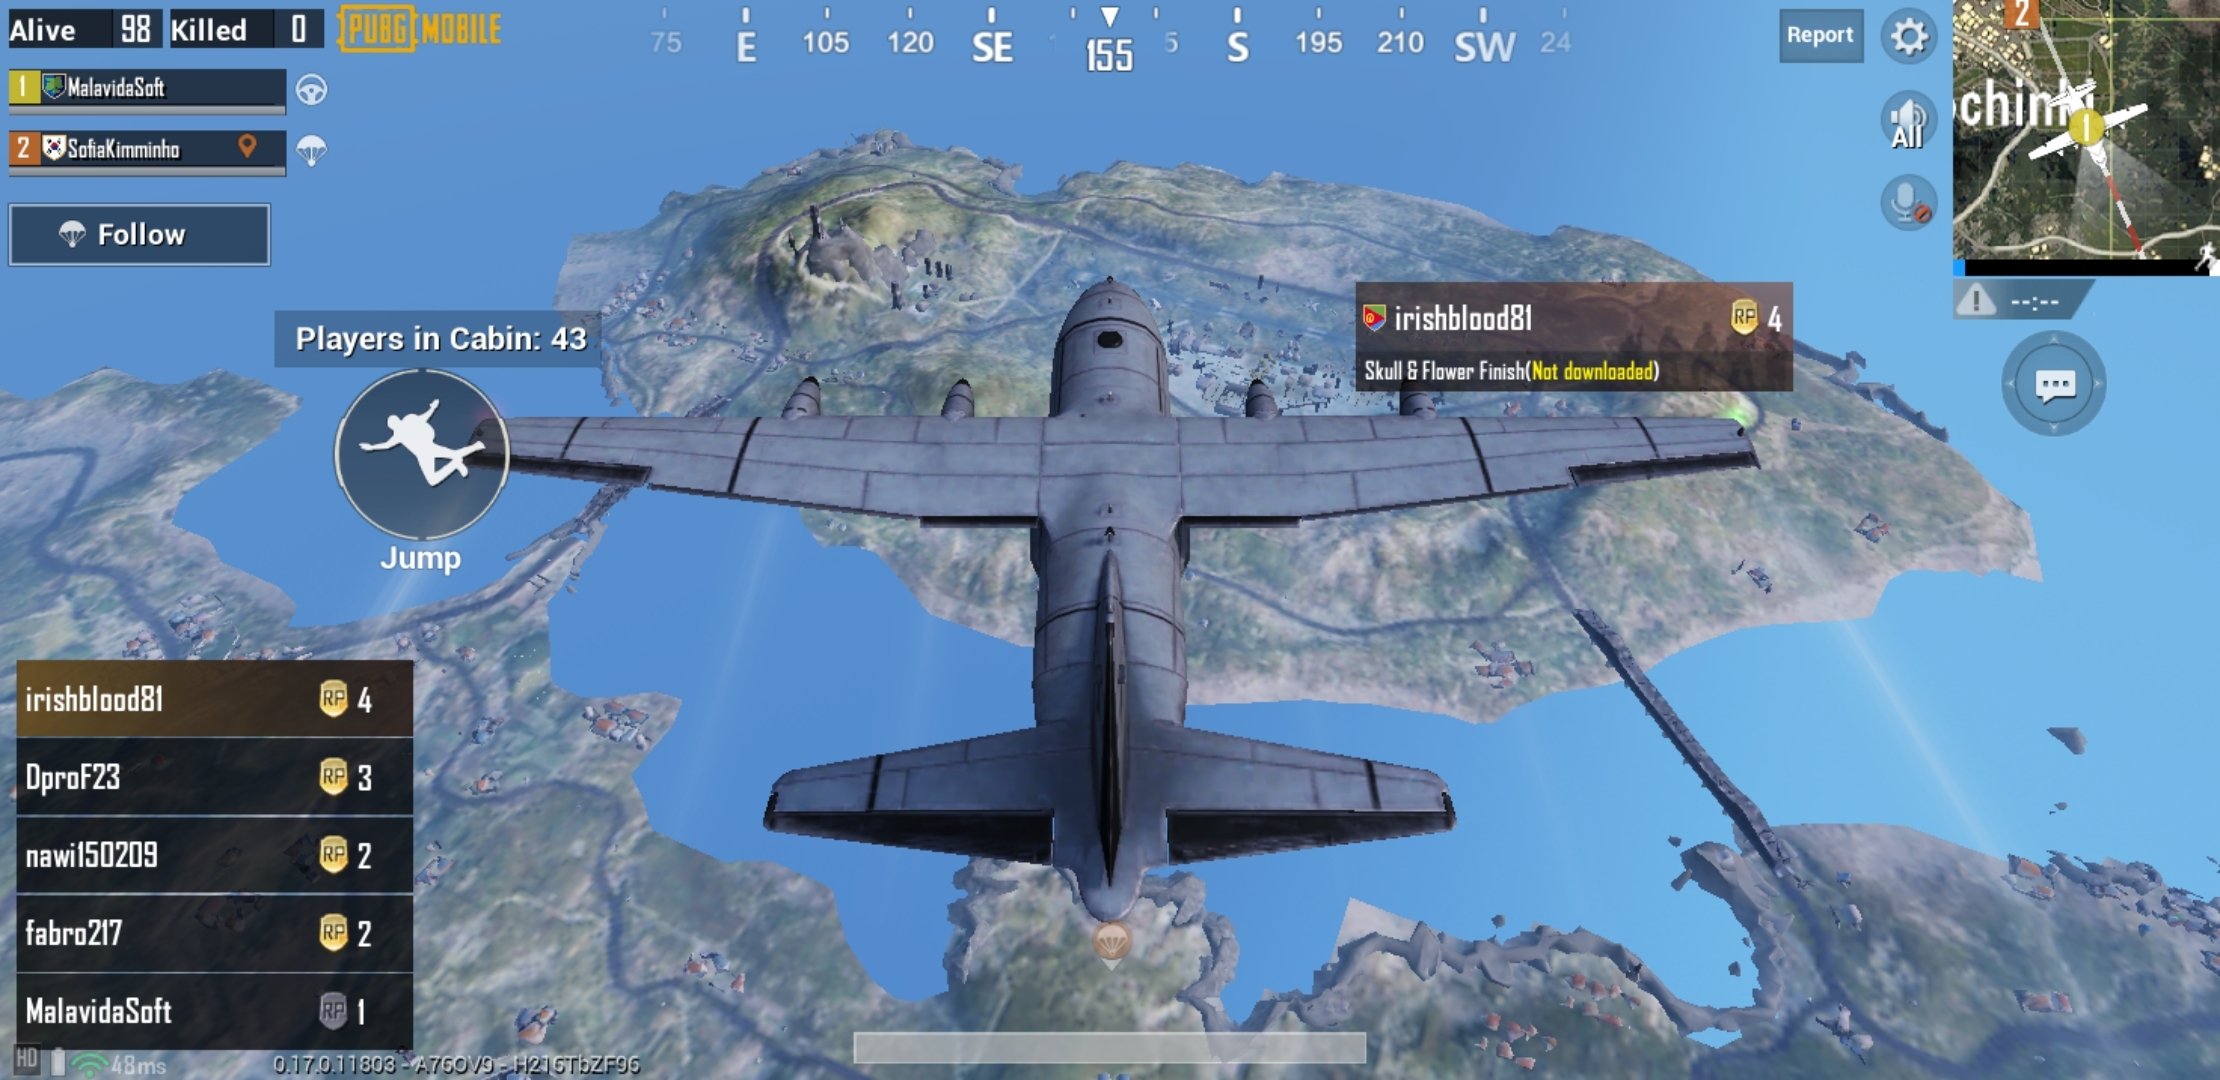 Alive 98 Killed 0 PUBG MOBILE
75 E 105 120 SE 155 5 S 195 210 SW 24
Report
2
1 MalavidaSoft
2 SofiaKimminho
All
1
Follow
Players in Cabin: 43
Jump
irishblood81 RP 4
Skull & Flower Finish(Not downloaded)
--:--
irishblood81 RP 4
DproF23 RP 3
nawi150209 RP 2
fabro217 RP 2
MalavidaSoft RP 1
HD 48ms 0.17.0.11803 - A76OV9 - H216TbZF96